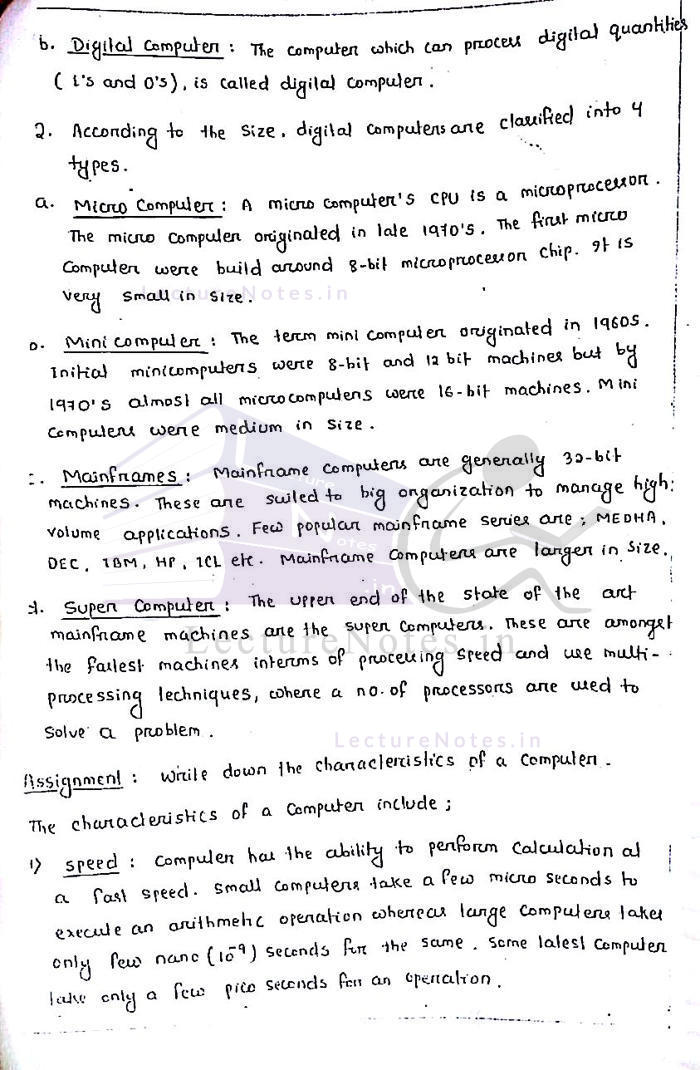 b. Digital Computer : The computer which can process digital quantities
( 1's and 0's), is called digital computer.
2. According to the size, digital computers are classified into 4
types.
a. Micro Computer : A micro computer's CPU is a microprocessor.
The micro computer originated in late 1970's. The first micro
computer were build around 8-bit microprocessor chip. It is
very small in size.
LectureNotes.in
b. Mini computer : The term mini computer originated in 1960s.
Initial minicomputers were 8-bit and 12 bit machines but by
1970's almost all microcomputers were 16-bit machines. Mini
computers were medium in size.
c. Mainframes : Mainframe computers are generally 32-bit
machines. These are suited to big organization to manage high
volume applications. Few popular mainframe series are ; MEDHA,
DEC, IBM, HP, ICL etc. Mainframe computers are larger in size.
d. Super Computer : The upper end of the state of the art
mainframe machines are the super computers. These are amongst
LectureNotes.in
the fastest machines interms of processing speed and use multi-
processing techniques, where a no. of processors are used to
solve a problem.
LectureNotes.in
Assignment : Write down the characteristics of a computer.
The characteristics of a computer include ;
1) speed : Computer has the ability to perform calculation at
a fast speed. Small computers take a few micro seconds to
execute an arithmetic operation whereas large computers takes
only few nano (10⁻⁹) seconds for the same. Some latest computer
take only a few pico seconds for an operation.